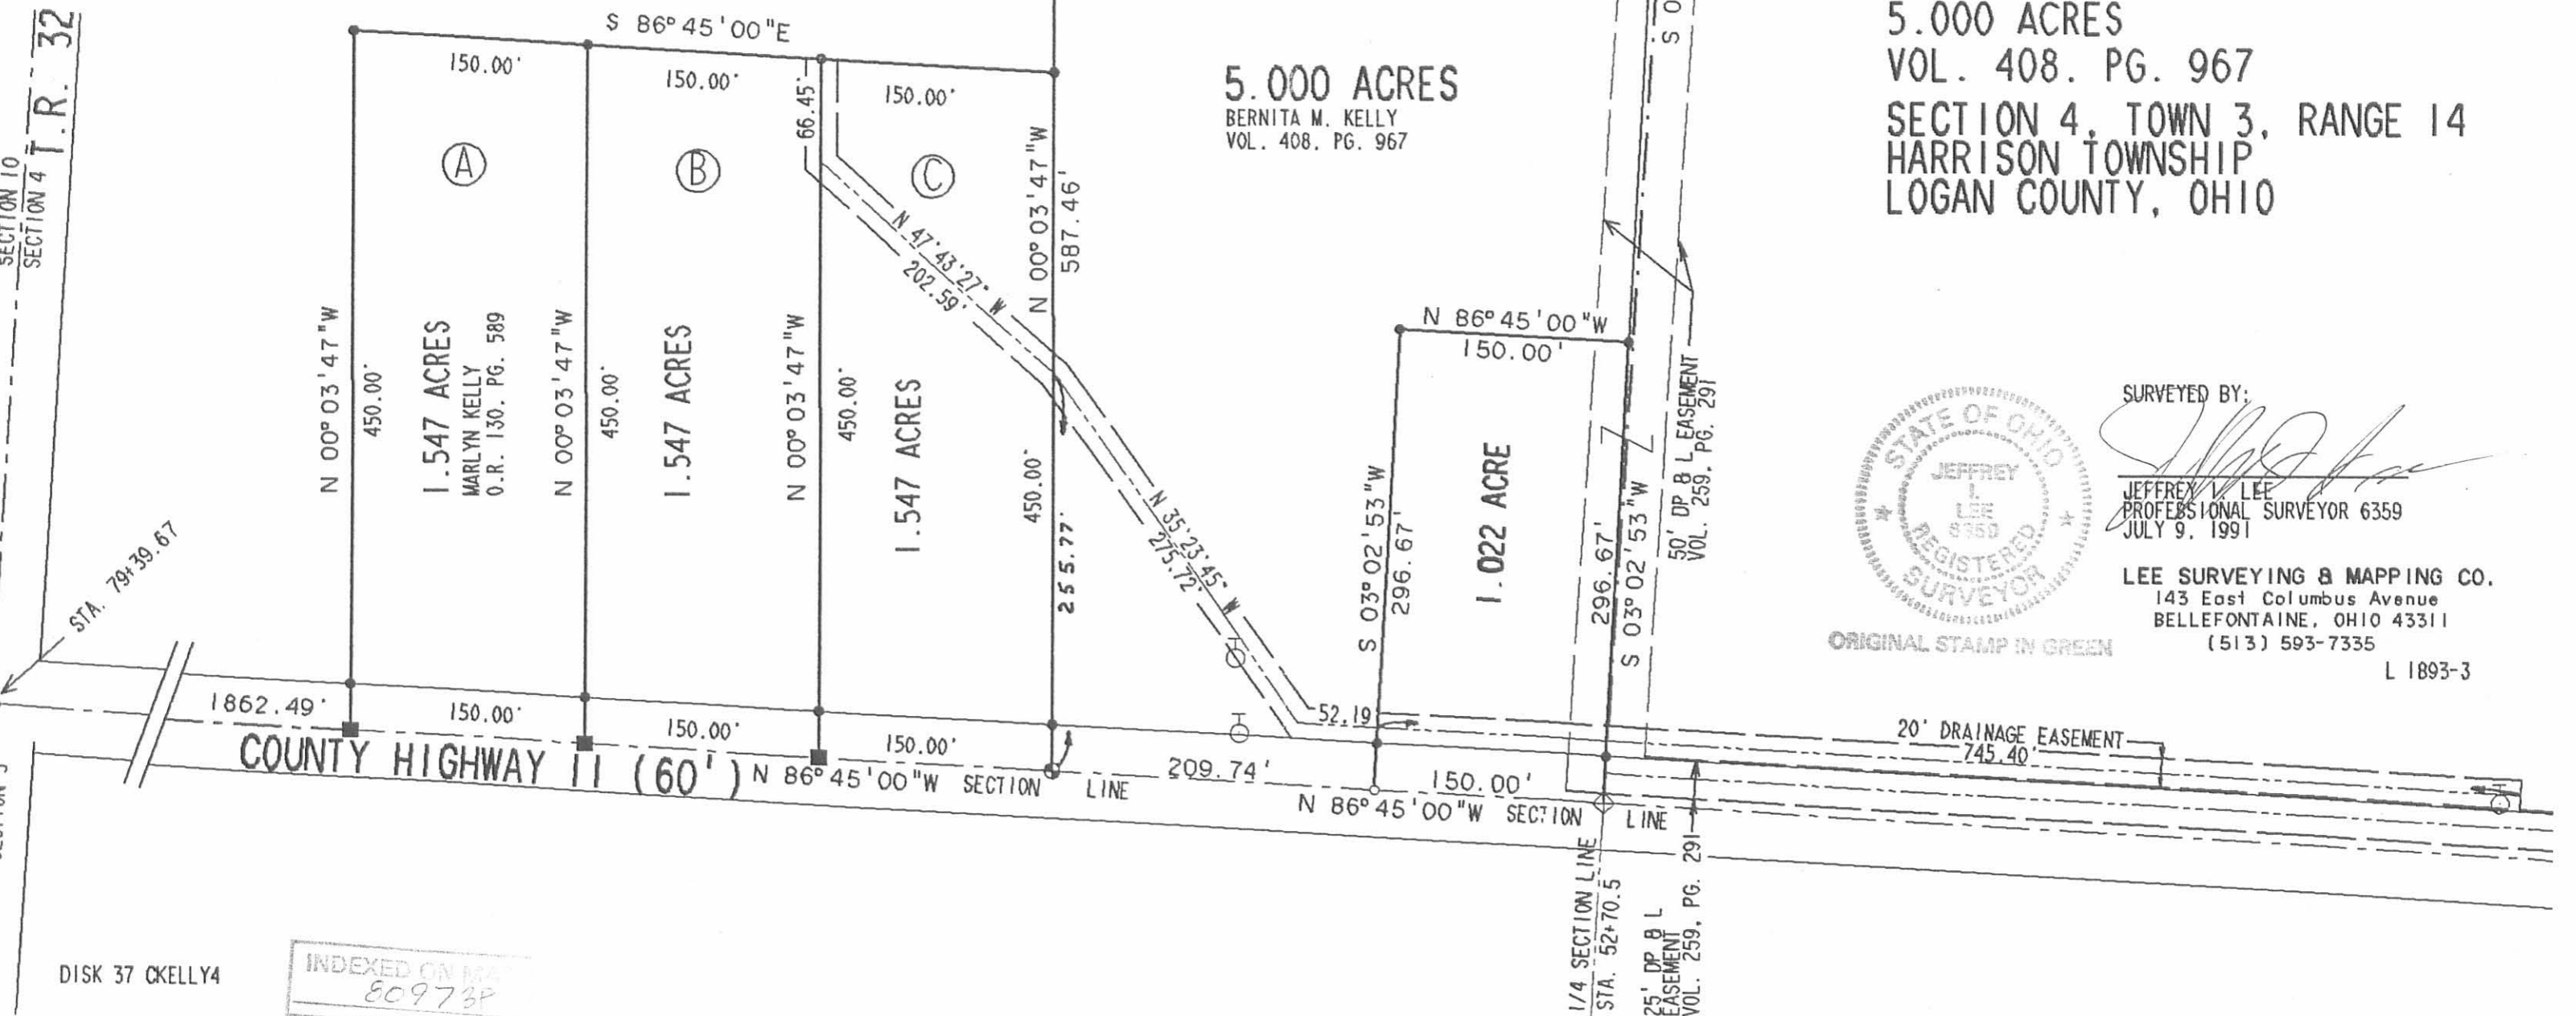 T.R. 32
SECTION 10
SECTION 4
S 86° 45' 00"E
150.00'
150.00'
150.00'
66.45'
A
B
C
N 00° 03' 47"W
450.00'
1.547 ACRES
MARLYN KELLY
O.R. 130. PG. 589
N 00° 03' 47"W
450.00'
1.547 ACRES
N 00° 03' 47"W
450.00'
1.547 ACRES
N 00° 03' 47"W
587.46'
450.00'
255.77'
N 47°43'27" W
202.59'
N 35°23'45" W
275.72'
5.000 ACRES
BERNITA M. KELLY
VOL. 408. PG. 967
N 86° 45' 00"W
150.00'
S 03° 02' 53"W
296.67'
1.022 ACRE
296.67'
S 03° 02' 53"W
50' DP & L EASEMENT
VOL. 259. PG. 291
S 0
5.000 ACRES
VOL. 408. PG. 967
SECTION 4, TOWN 3, RANGE 14
HARRISON TOWNSHIP
LOGAN COUNTY, OHIO
STATE OF OHIO
JEFFREY
I.
LEE
6359
REGISTERED
SURVEYOR
ORIGINAL STAMP IN GREEN
SURVEYED BY:
JEFFREY I. LEE
PROFESSIONAL SURVEYOR 6359
JULY 9, 1991
LEE SURVEYING & MAPPING CO.
143 East Columbus Avenue
BELLEFONTAINE, OHIO 43311
(513) 593-7335
L 1893-3
STA. 79+39.67
1862.49'
150.00'
150.00'
150.00'
COUNTY HIGHWAY 11 (60')
N 86° 45' 00"W SECTION LINE
209.74'
52.19
150.00'
N 86° 45' 00"W SECTION LINE
20' DRAINAGE EASEMENT
745.40'
1/4 SECTION LINE
STA. 52+70.5
25' DP & L
EASEMENT
VOL. 259. PG. 291
DISK 37 CKELLY4
INDEXED ON
80973P